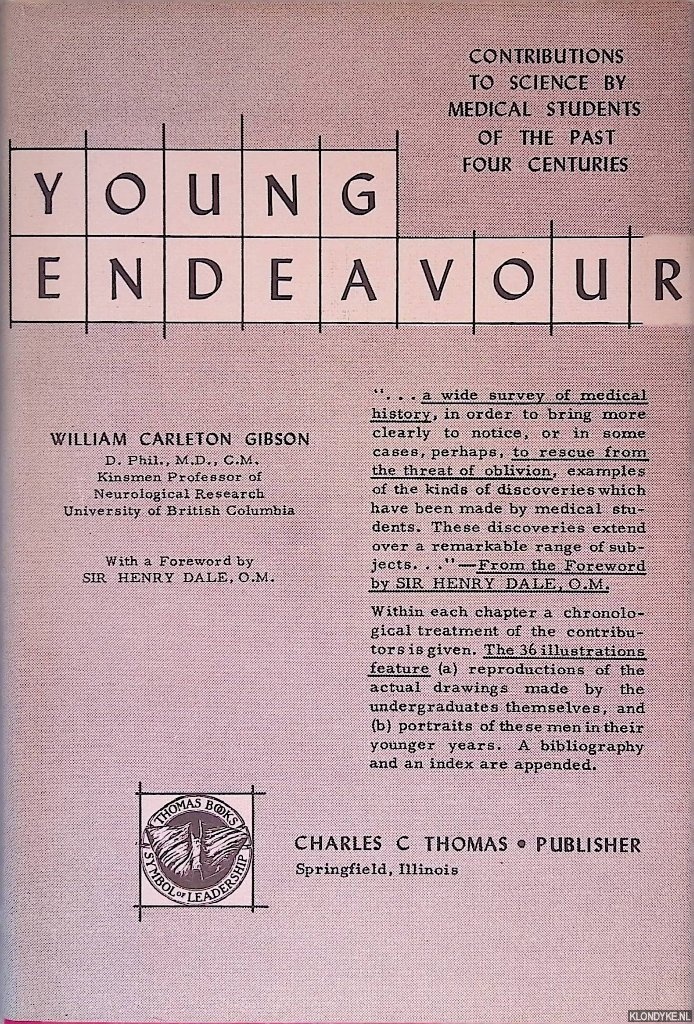 CONTRIBUTIONS
TO SCIENCE BY
MEDICAL STUDENTS
OF THE PAST
FOUR CENTURIES
YOUNG
ENDEAVOUR
WILLIAM CARLETON GIBSON
D. Phil., M.D., C.M.
Kinsmen Professor of
Neurological Research
University of British Columbia
With a Foreword by
SIR HENRY DALE, O.M.
"...a wide survey of medical
history, in order to bring more
clearly to notice, or in some
cases, perhaps, to rescue from
the threat of oblivion, examples
of the kinds of discoveries which
have been made by medical stu-
dents. These discoveries extend
over a remarkable range of sub-
jects. . ."—From the Foreword
by SIR HENRY DALE, O.M.
Within each chapter a chronolo-
gical treatment of the contribu-
tors is given. The 36 illustrations
feature (a) reproductions of the
actual drawings made by the
undergraduates themselves, and
(b) portraits of these men in their
younger years. A bibliography
and an index are appended.
THOMAS BOOKS
SYMBOL OF LEADERSHIP
CHARLES C THOMAS • PUBLISHER
Springfield, Illinois
KLONDYKE.NL